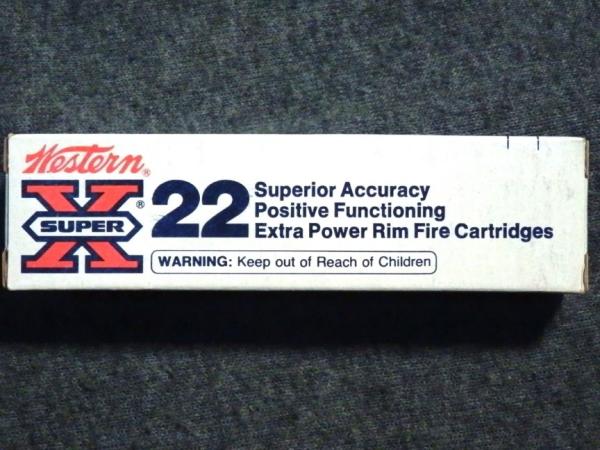 Western®
SUPER X®
22
Superior Accuracy
Positive Functioning
Extra Power Rim Fire Cartridges
WARNING: Keep out of Reach of Children